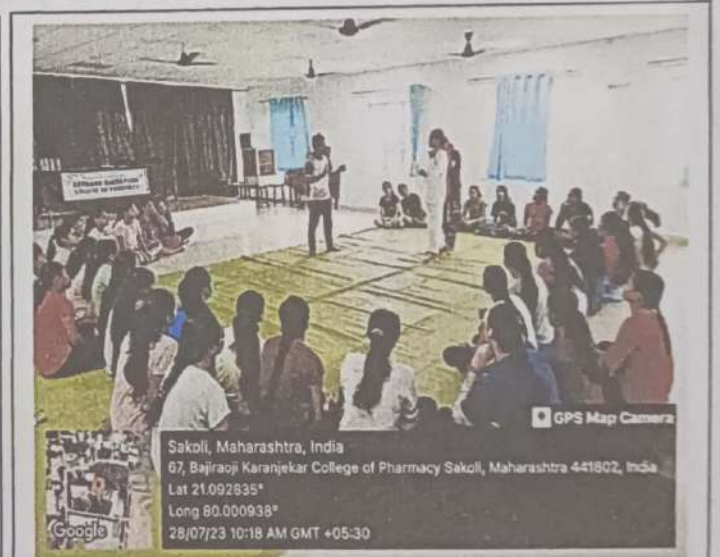 GPS Map Camera
Sakoli, Maharashtra, India
67, Bajiraoji Karanjekar College of Pharmacy Sakoli, Maharashtra 441802, India
Lat 21.092635°
Long 80.000938°
28/07/23 10:18 AM GMT +05:30
Google